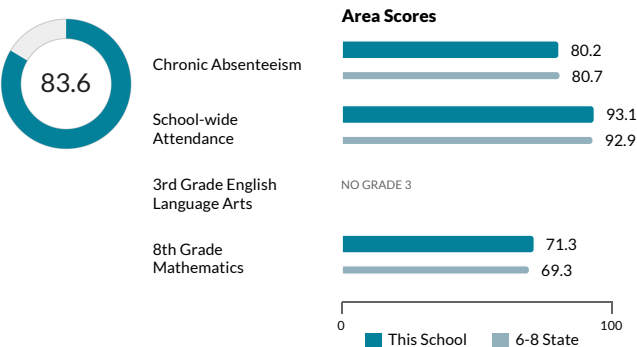 Area Scores
83.6
Chronic Absenteeism
80.2
80.7
School-wide
Attendance
93.1
92.9
3rd Grade English
Language Arts
NO GRADE 3
8th Grade
Mathematics
71.3
69.3
0
100
This School
6-8 State